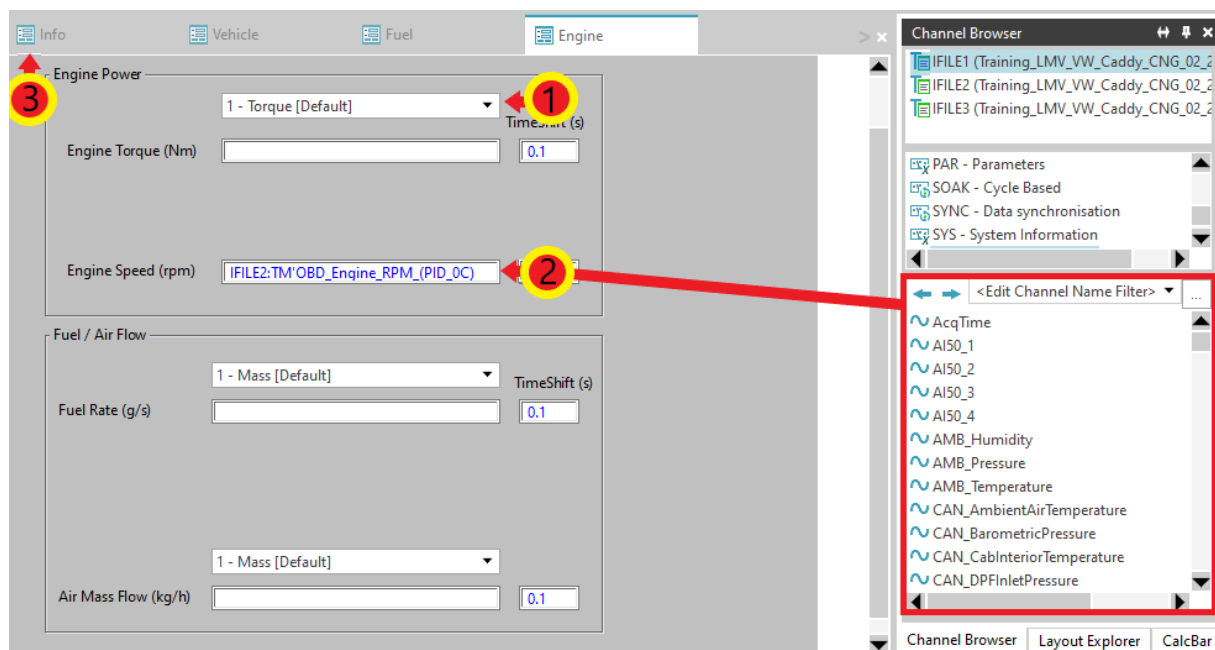 Info
Vehicle
Fuel
Engine
3
Engine Power
1 - Torque [Default]
1
TimeShift (s)
Engine Torque (Nm)
0.1
Engine Speed (rpm)
IFILE2:TM'OBD_Engine_RPM_(PID_0C)
2
Fuel / Air Flow
1 - Mass [Default]
TimeShift (s)
Fuel Rate (g/s)
0.1
1 - Mass [Default]
Air Mass Flow (kg/h)
0.1
Channel Browser
IFILE1 (Training_LMV_VW_Caddy_CNG_02_2
IFILE2 (Training_LMV_VW_Caddy_CNG_02_2
IFILE3 (Training_LMV_VW_Caddy_CNG_02_2
PAR - Parameters
SOAK - Cycle Based
SYNC - Data synchronisation
SYS - System Information
<Edit Channel Name Filter>
...
AcqTime
AI50_1
AI50_2
AI50_3
AI50_4
AMB_Humidity
AMB_Pressure
AMB_Temperature
CAN_AmbientAirTemperature
CAN_BarometricPressure
CAN_CabInteriorTemperature
CAN_DPFInletPressure
Channel Browser
Layout Explorer
CalcBar